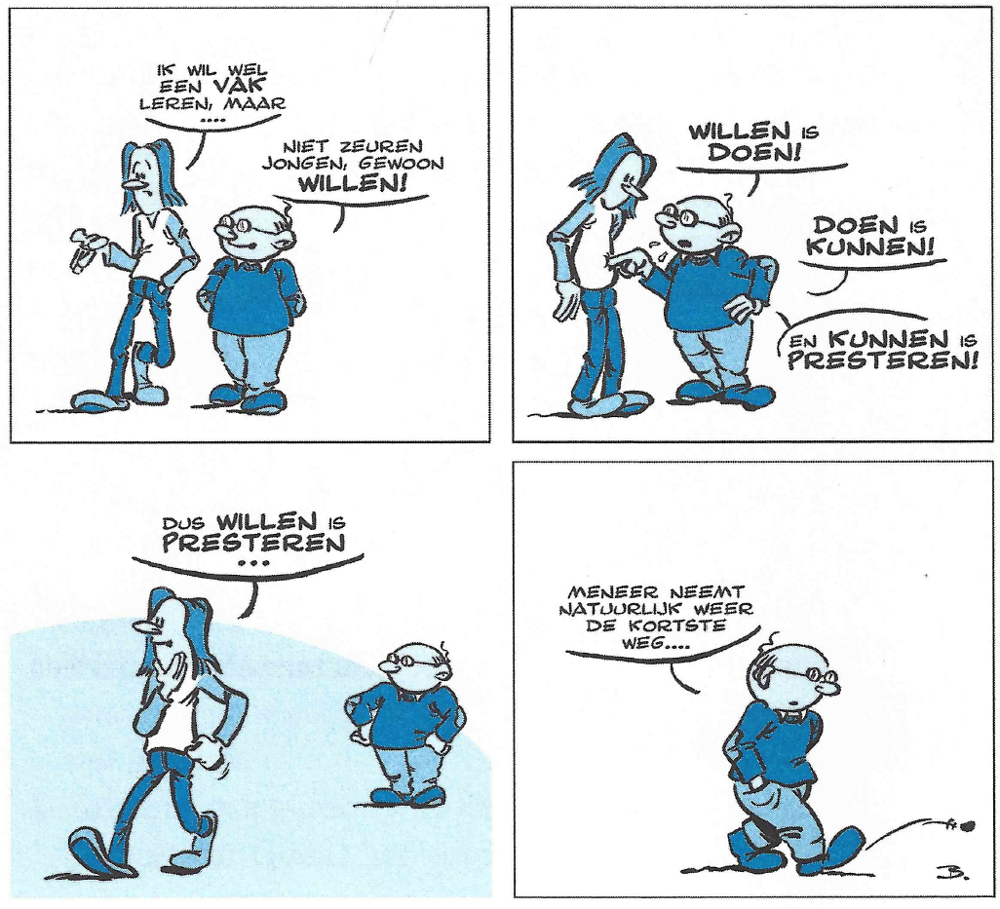 IK WIL WEL
EEN VAK
LEREN, MAAR
....
NIET ZEUREN
JONGEN, GEWOON
WILLEN!
WILLEN IS
DOEN!
DOEN IS
KUNNEN!
EN KUNNEN IS
PRESTEREN!
DUS WILLEN IS
PRESTEREN
...
MENEER NEEMT
NATUURLIJK WEER
DE KORTSTE
WEG....
B.